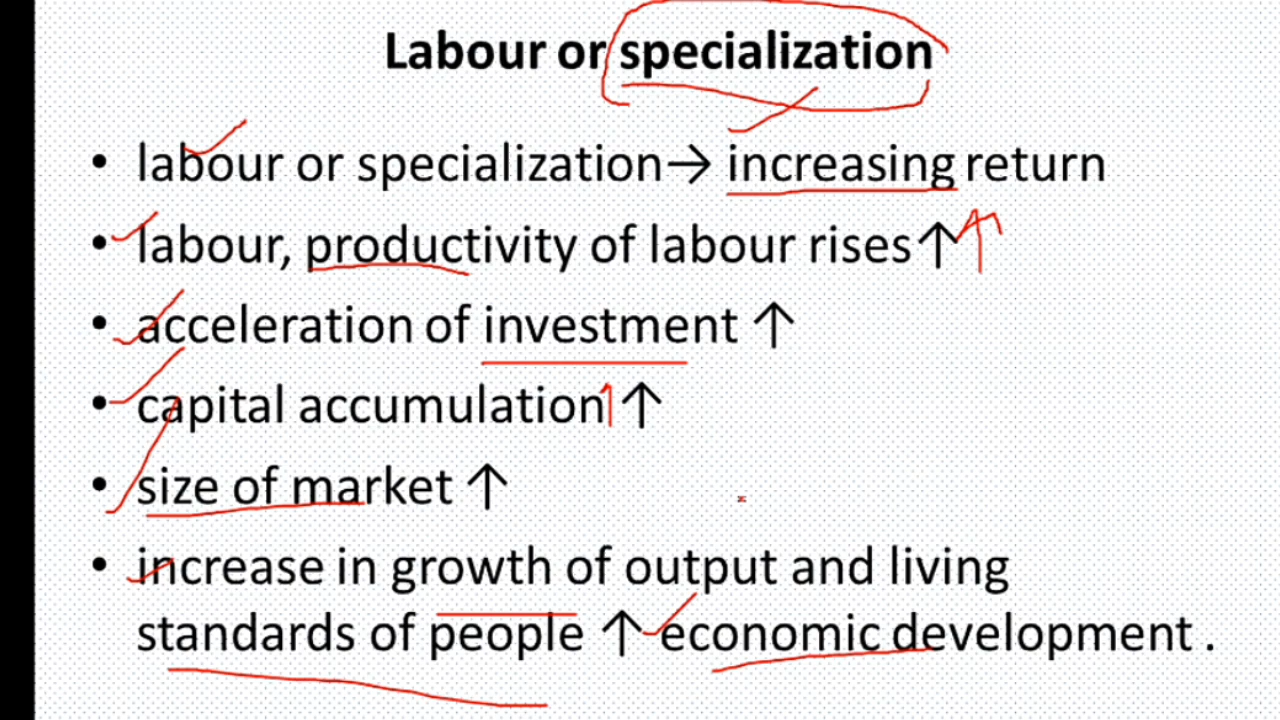 Labour or specialization
• labour or specialization→ increasing return
• labour, productivity of labour rises↑
• acceleration of investment ↑
• capital accumulation ↑
• size of market ↑
• increase in growth of output and living
standards of people ↑ economic development .